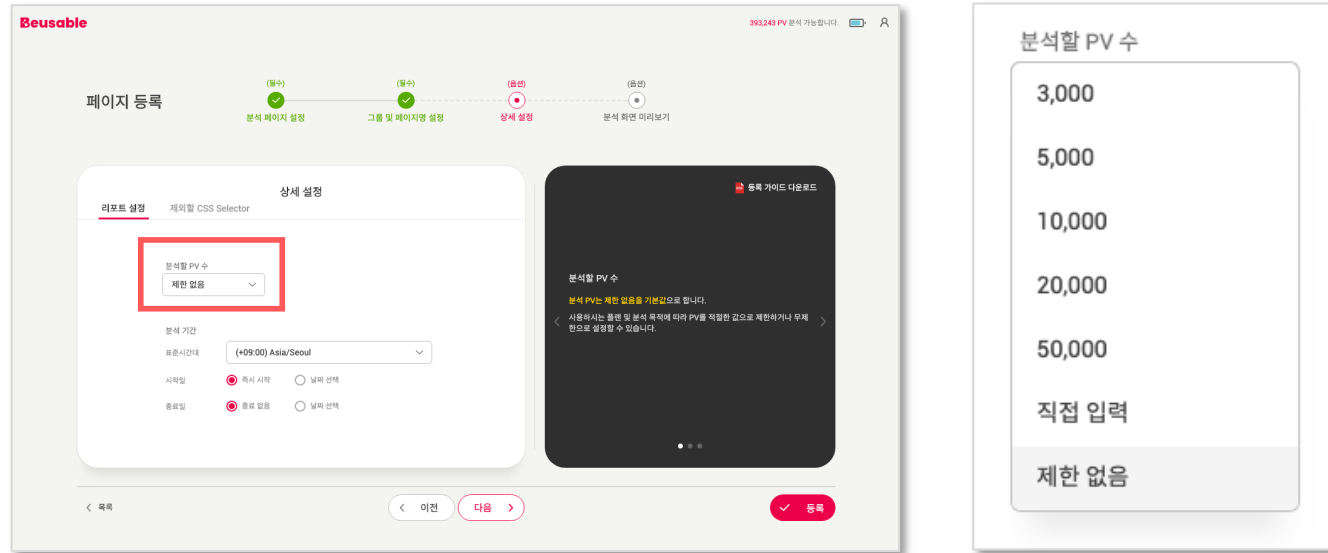 Beusable
393,243 PV 분석 가능합니다.
페이지 등록
(필수)
분석 페이지 설정
(필수)
그룹 및 페이지명 설정
(옵션)
상세 설정
(옵션)
분석 화면 미리보기
상세 설정
리포트 설정
제외할 CSS Selector
분석할 PV 수
제한 없음
분석 기간
표준시간대
(+09:00) Asia/Seoul
시작일
즉시 시작
날짜 선택
종료일
종료 없음
날짜 선택
등록 가이드 다운로드
분석할 PV 수
분석 PV는 제한 없음을 기본값으로 합니다.
사용하시는 플랜 및 분석 목적에 따라 PV를 적절한 값으로 제한하거나 무제
한으로 설정할 수 있습니다.
목록
이전
다음
등록
분석할 PV 수
3,000
5,000
10,000
20,000
50,000
직접 입력
제한 없음